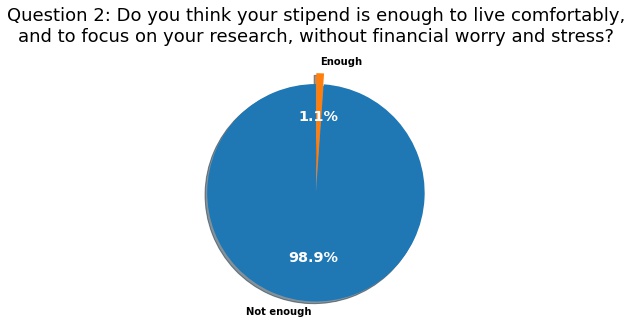 Question 2: Do you think your stipend is enough to live comfortably,
and to focus on your research, without financial worry and stress?
Enough
1.1%
98.9%
Not enough